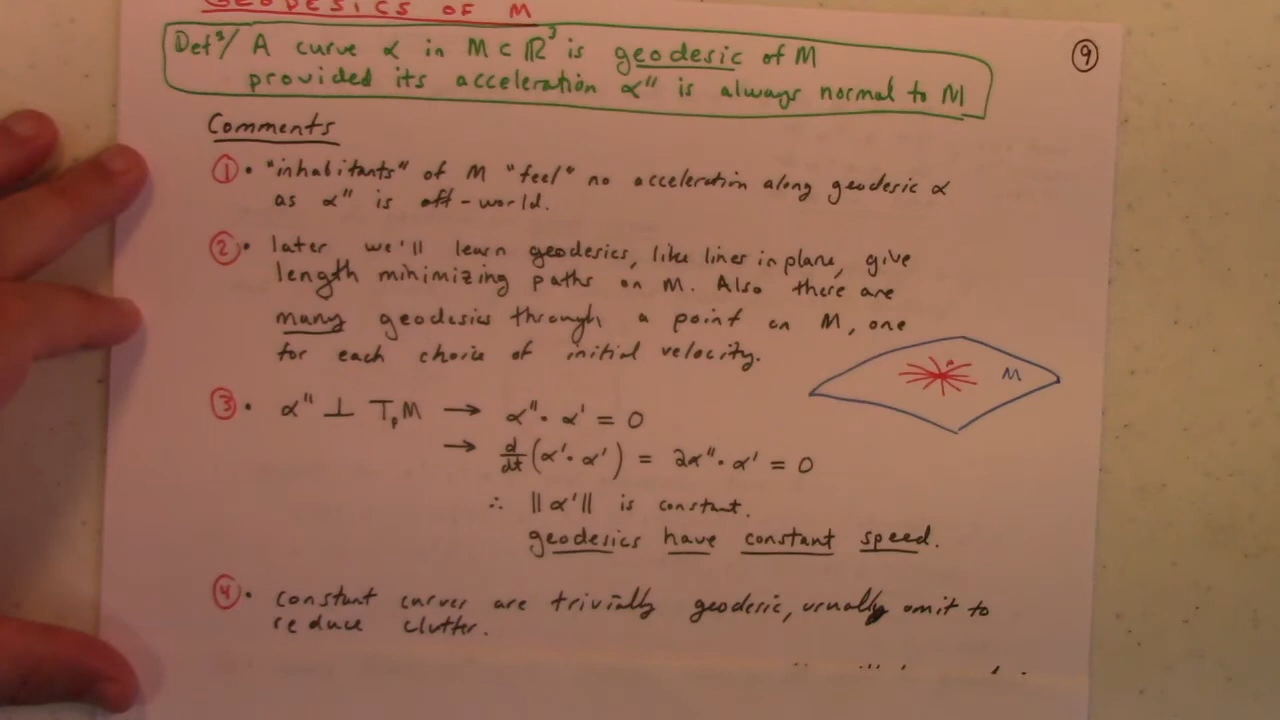 GEODESICS OF M
9
Defⁿ/ A curve α in M ⊂ ℝ³ is geodesic of M
provided its acceleration α'' is always normal to M
Comments
① • "inhabitants" of M "feel" no acceleration along geodesic α
as α'' is off-world.
② • later we'll learn geodesics, like lines in plane, give
length minimizing paths on M. Also there are
many geodesics through a point on M, one
for each choice of initial velocity.
P M
③ • α'' ⊥ TₚM → α''· α' = 0
→ d/dt (α'· α') = 2α''· α' = 0
∴ ||α'|| is constant.
geodesics have constant speed.
④ • constant curves are trivially geodesic, usually omit to
reduce clutter.